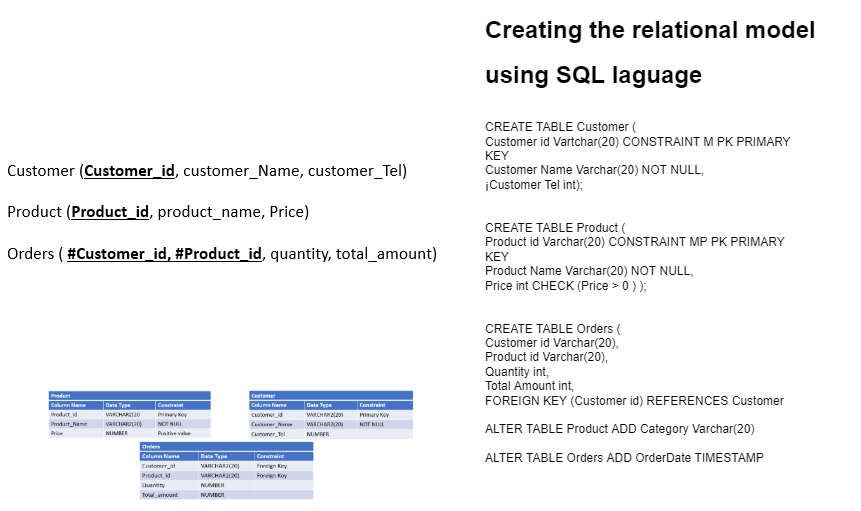 Creating the relational model
using SQL laguage
Customer (Customer_id, customer_Name, customer_Tel)
Product (Product_id, product_name, Price)
Orders ( #Customer_id, #Product_id, quantity, total_amount)
CREATE TABLE Customer (
Customer id Vartchar(20) CONSTRAINT M PK PRIMARY
KEY
Customer Name Varchar(20) NOT NULL,
¡Customer Tel int);
CREATE TABLE Product (
Product id Varchar(20) CONSTRAINT MP PK PRIMARY
KEY
Product Name Varchar(20) NOT NULL,
Price int CHECK (Price > 0 ) );
CREATE TABLE Orders (
Customer id Varchar(20),
Product id Varchar(20),
Quantity int,
Total Amount int,
FOREIGN KEY (Customer id) REFERENCES Customer
ALTER TABLE Product ADD Category Varchar(20)
ALTER TABLE Orders ADD OrderDate TIMESTAMP
Product
Column Name Data Type Constraint
Product_id VARCHAR2(20 Primary Key
Product_Name VARCHAR2(20) NOT NULL
Price NUMBER Positive value
Customer
Column Name Data Type Constraint
Customer_id VARCHAR2(20) Primary Key
Customer_Name VARCHAR2(20) NOT NULL
Customer_Tel NUMBER
Orders
Column Name Data Type Constraint
Customer_id VARCHAR2(20) Foreign Key
Product_id VARCHAR2(20) Foreign Key
Quantity NUMBER
Total_amount NUMBER